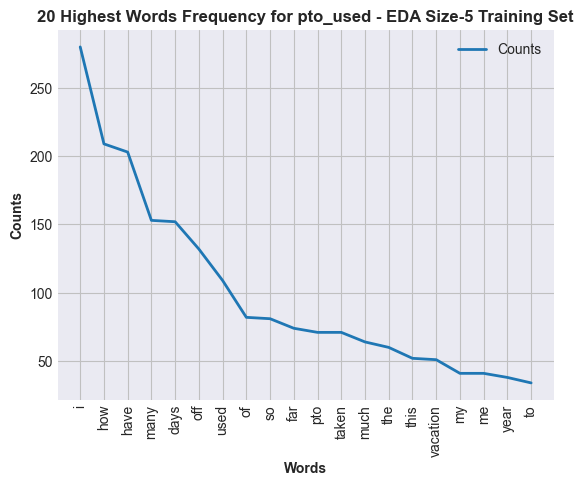 20 Highest Words Frequency for pto_used - EDA Size-5 Training Set
Counts
250
200
150
100
50
Counts
i
how
have
many
days
off
used
of
so
far
pto
taken
much
the
this
vacation
my
me
year
to
Words